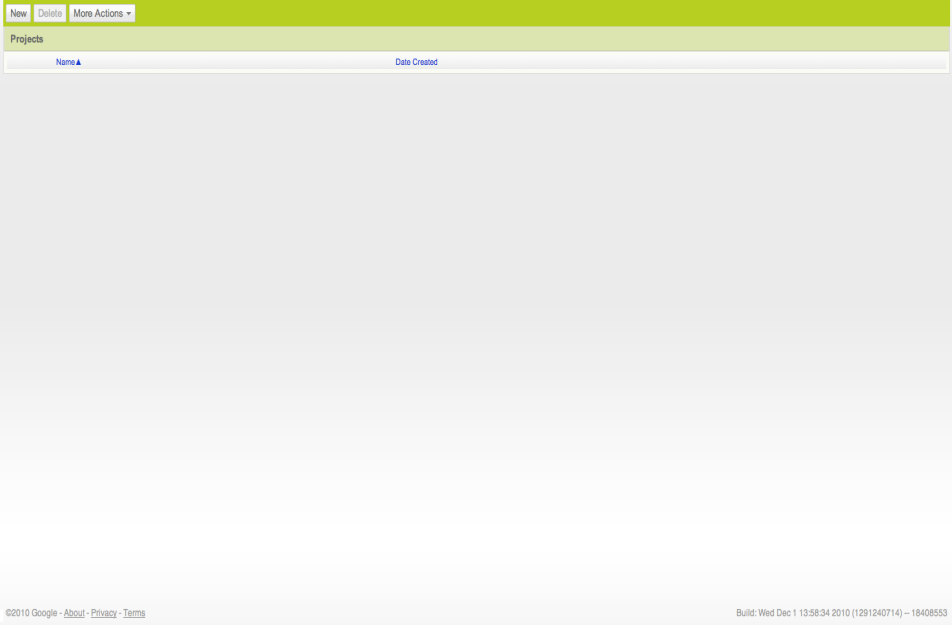 New Delete More Actions
Projects
Name▲ Date Created
©2010 Google - About - Privacy - Terms Build: Wed Dec 1 13:58:34 2010 (1291240714) – 18408553